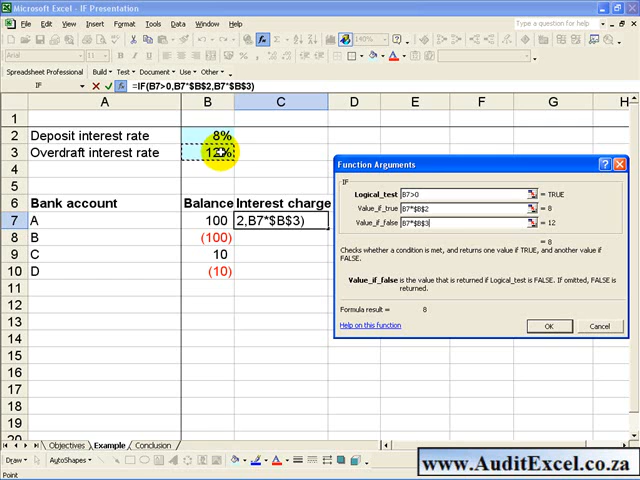 Microsoft Excel - IF Presentation
File Edit View Insert Format Tools Data Window Help
Type a question for help
140%
Spreadsheet Professional Build Test Document Use Other
IF =IF(B7>0,B7*$B$2,B7*$B$3)
A B C D E F G H
1
2 Deposit interest rate 8%
3 Overdraft interest rate 12%
4
5
6 Bank account Balance Interest charge
7 A 100 2,B7*$B$3)
8 B (100)
9 C 10
10 D (10)
11
12
13
14
15
16
17
18
19
20
Function Arguments
IF
Logical_test B7>0 = TRUE
Value_if_true B7*$B$2 = 8
Value_if_false B7*$B$3 = 12
= 8
Checks whether a condition is met, and returns one value if TRUE, and another value if FALSE.
Value_if_false is the value that is returned if Logical_test is FALSE. If omitted, FALSE is
returned.
Formula result = 8
Help on this function OK Cancel
Objectives Example Conclusion
Draw AutoShapes
Point
www.AuditExcel.co.za